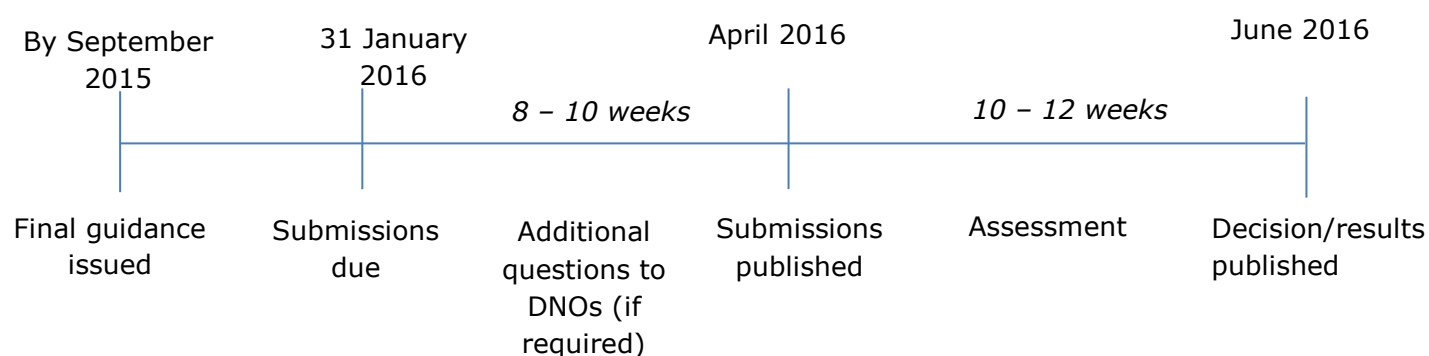 By September
2015
31 January
2016
April 2016
June 2016
8 – 10 weeks
10 – 12 weeks
Final guidance
issued
Submissions
due
Additional
questions to
DNOs (if
required)
Submissions
published
Assessment
Decision/results
published